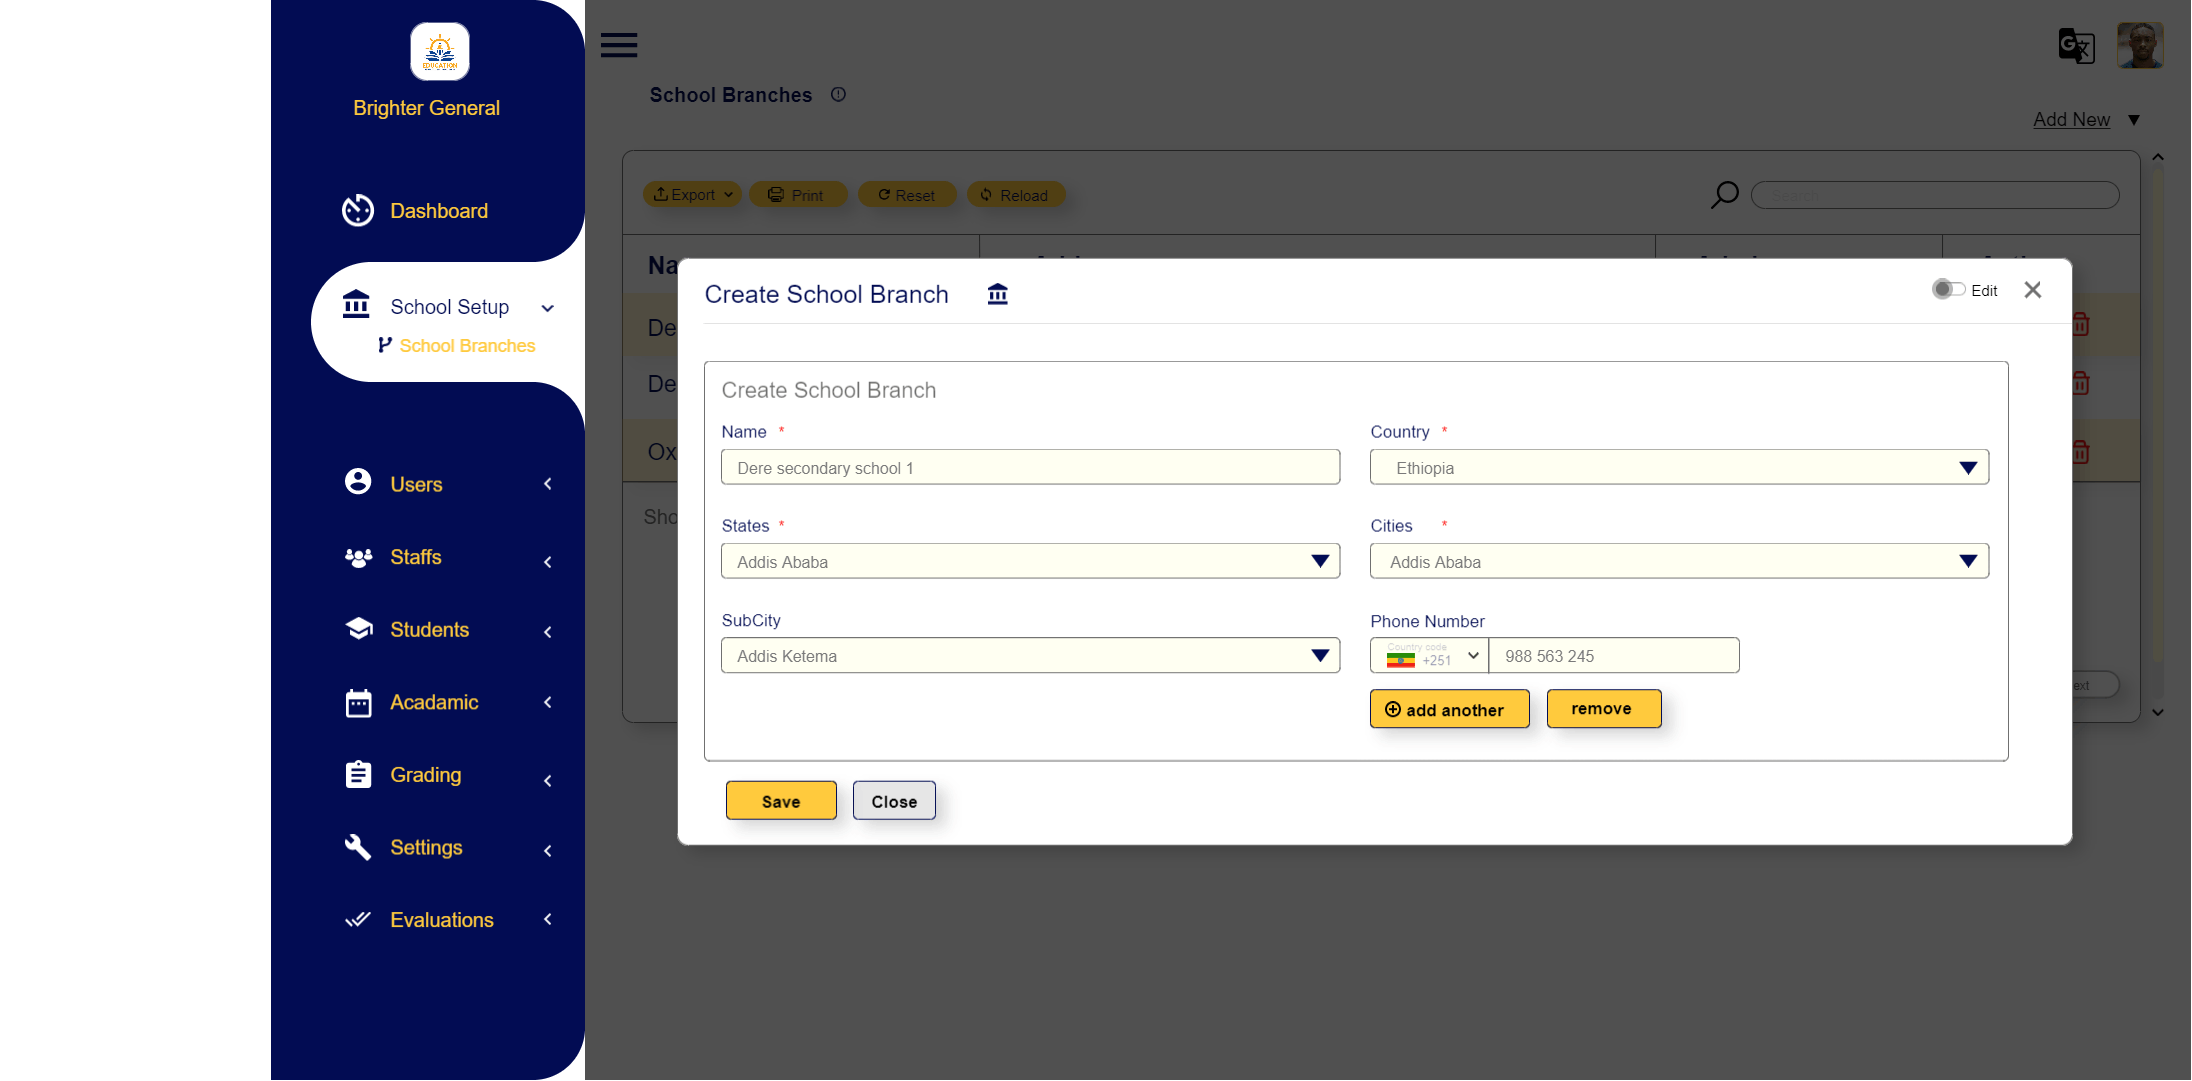 EDUCATION
Brighter General
Dashboard
School Setup
School Branches
Users
Staffs
Students
Acadamic
Grading
Settings
Evaluations
School Branches
Add New
Export
Print
Reset
Reload
Search
Na
De
De
Ox
Sho
ext
Create School Branch
Edit
Create School Branch
Name *
Dere secondary school 1
Country *
Ethiopia
States *
Addis Ababa
Cities *
Addis Ababa
SubCity
Addis Ketema
Phone Number
Country code
+251
988 563 245
add another
remove
Save
Close